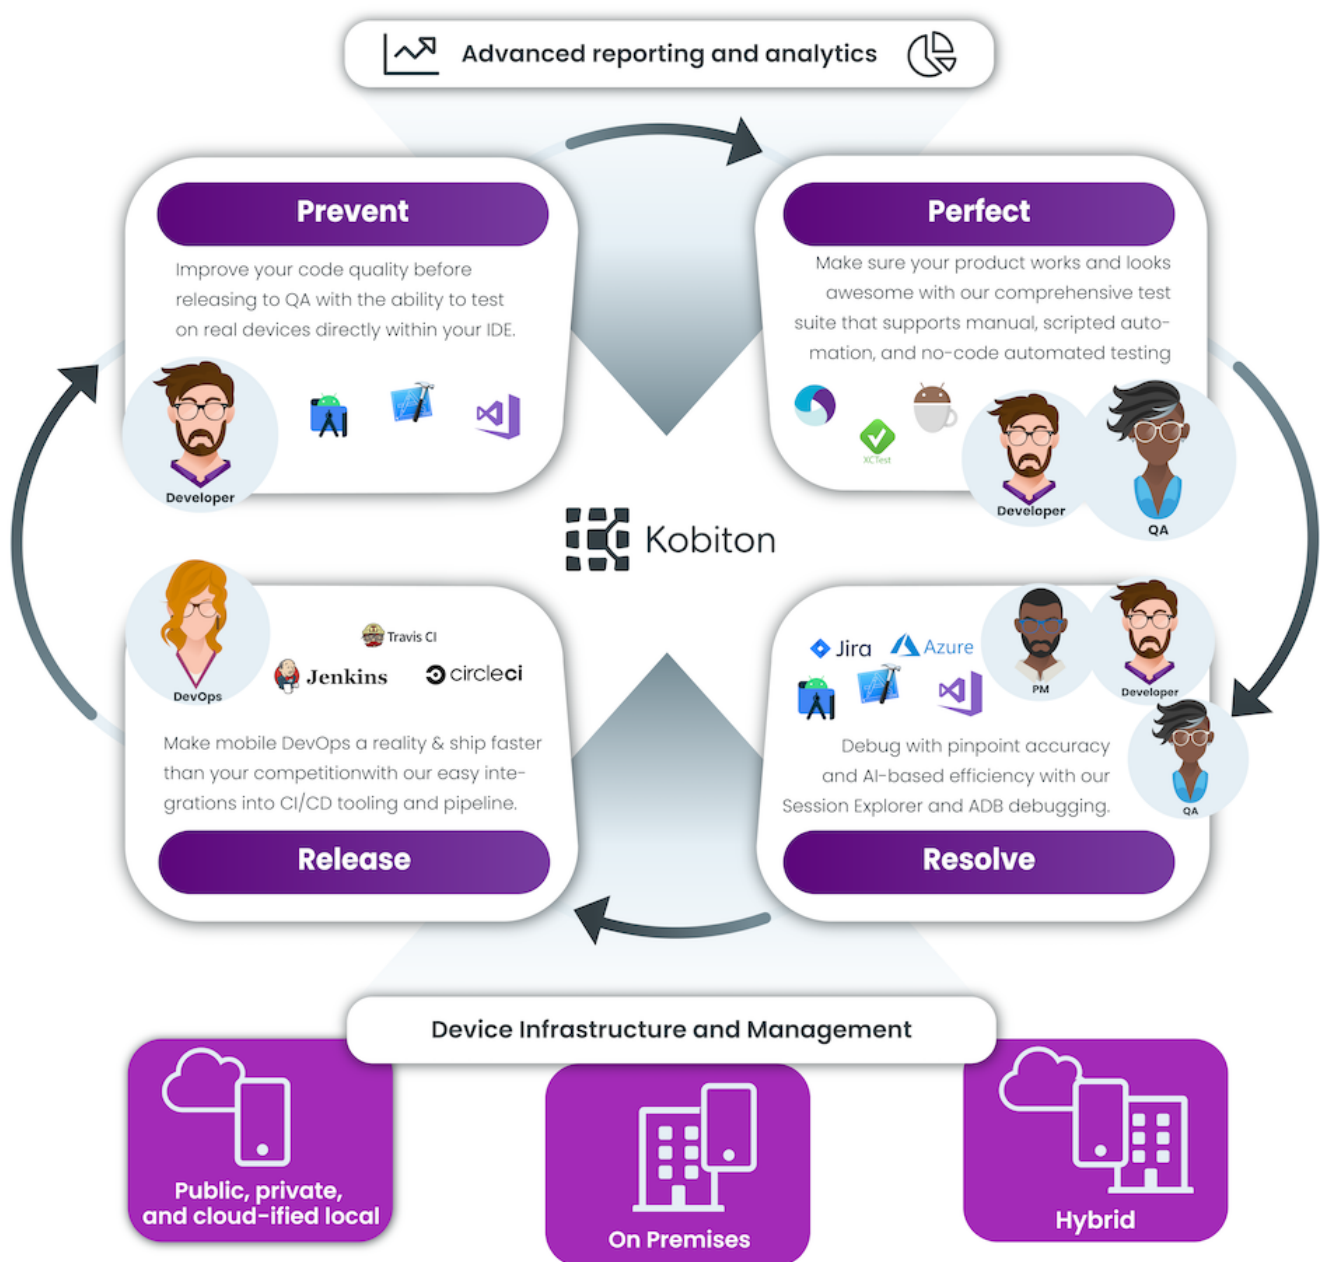 Advanced reporting and analytics
Prevent
Improve your code quality before
releasing to QA with the ability to test
on real devices directly within your IDE.
Developer
Perfect
Make sure your product works and looks
awesome with our comprehensive test
suite that supports manual, scripted auto-
mation, and no-code automated testing
XCTest
Developer
QA
Kobiton
DevOps
Travis CI
Jenkins
circleci
Make mobile DevOps a reality & ship faster
than your competitionwith our easy inte-
grations into CI/CD tooling and pipeline.
Release
Jira
Azure
PM
Developer
QA
Debug with pinpoint accuracy
and AI-based efficiency with our
Session Explorer and ADB debugging.
Resolve
Device Infrastructure and Management
Public, private,
and cloud-ified local
On Premises
Hybrid